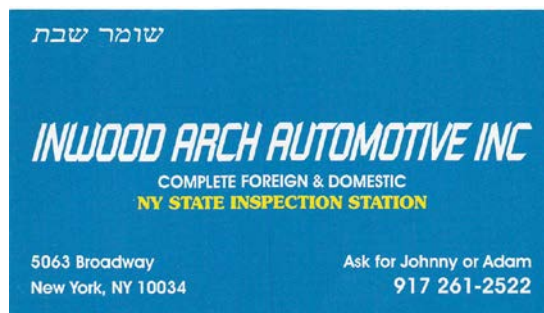 שומר שבת
INWOOD ARCH AUTOMOTIVE INC
COMPLETE FOREIGN & DOMESTIC
NY STATE INSPECTION STATION
5063 Broadway
New York, NY 10034
Ask for Johnny or Adam
917 261-2522